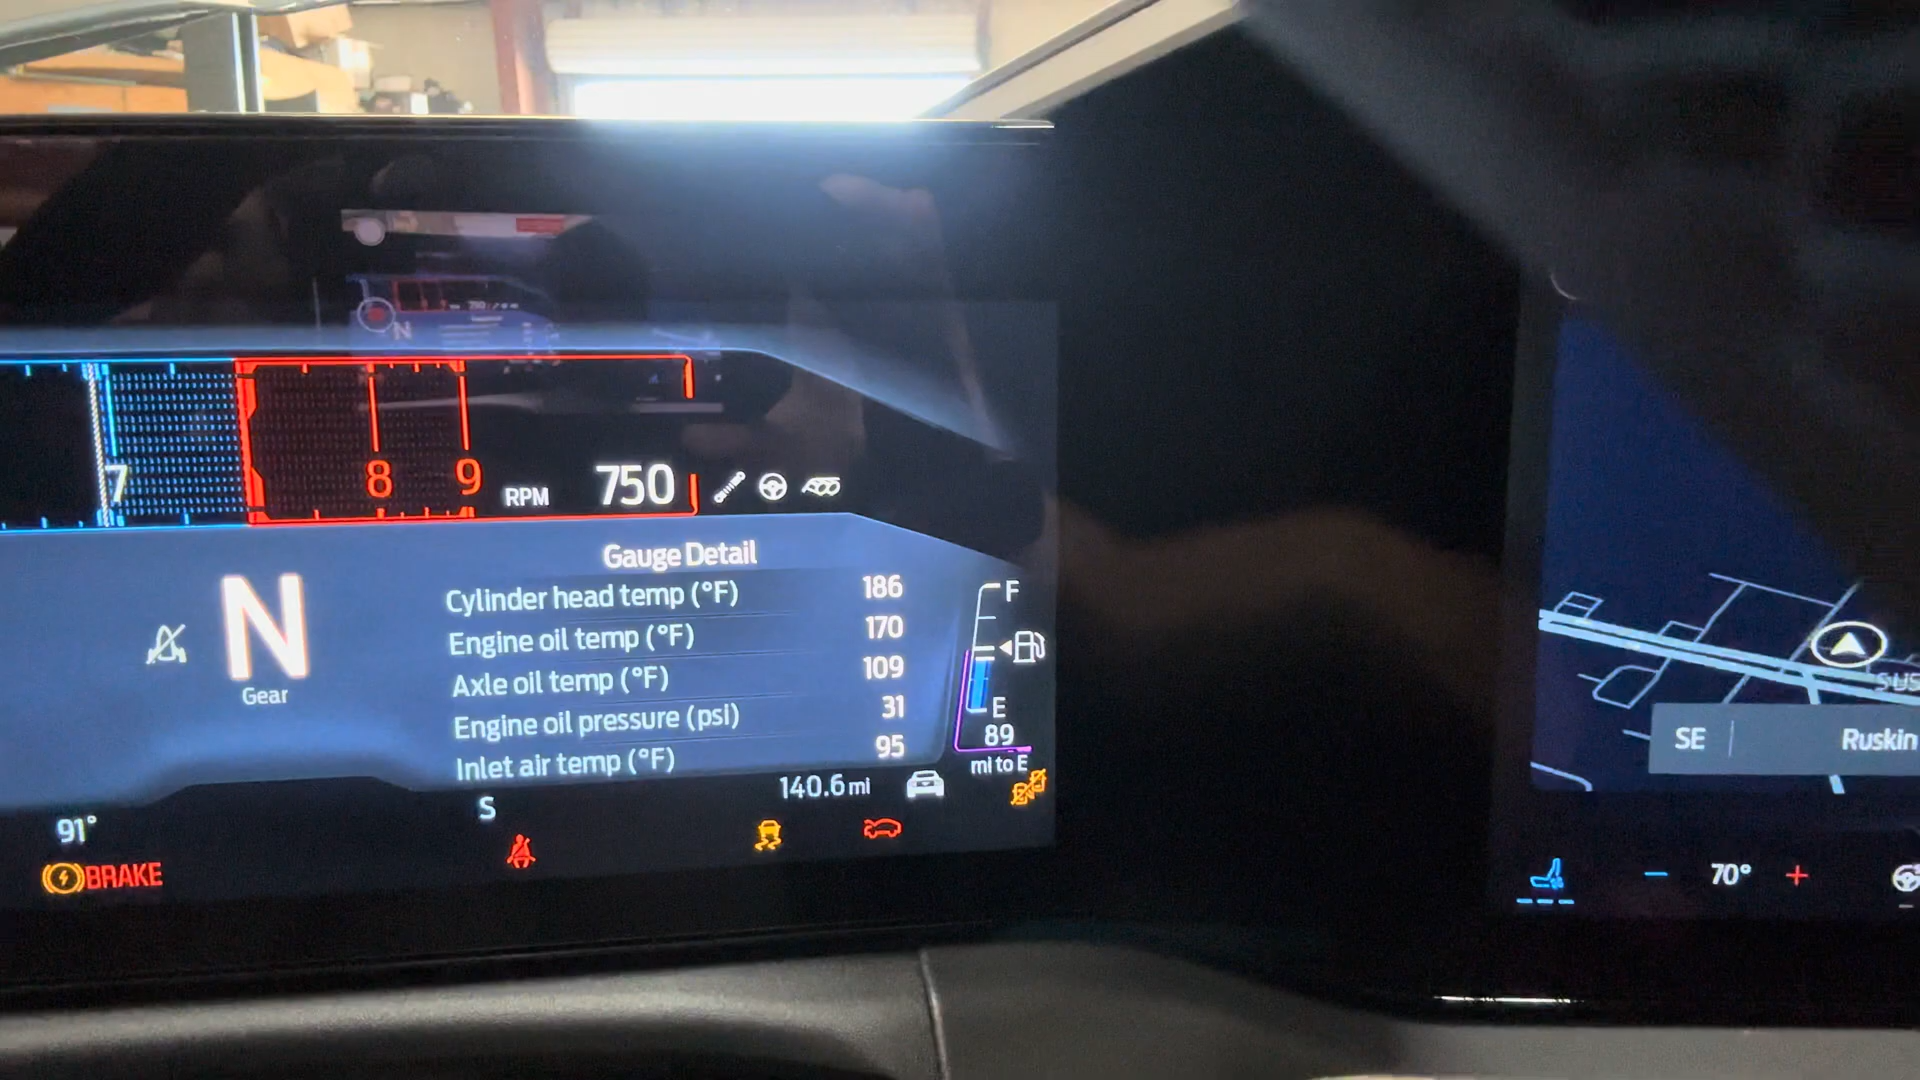 7
8
9
RPM
750
Gauge Detail
N
Gear
Cylinder head temp (°F) 186
Engine oil temp (°F) 170
Axle oil temp (°F) 109
Engine oil pressure (psi) 31
Inlet air temp (°F) 95
F
E
89
mi to E
140.6 mi
S
91°
BRAKE
SE
Ruskin
70°